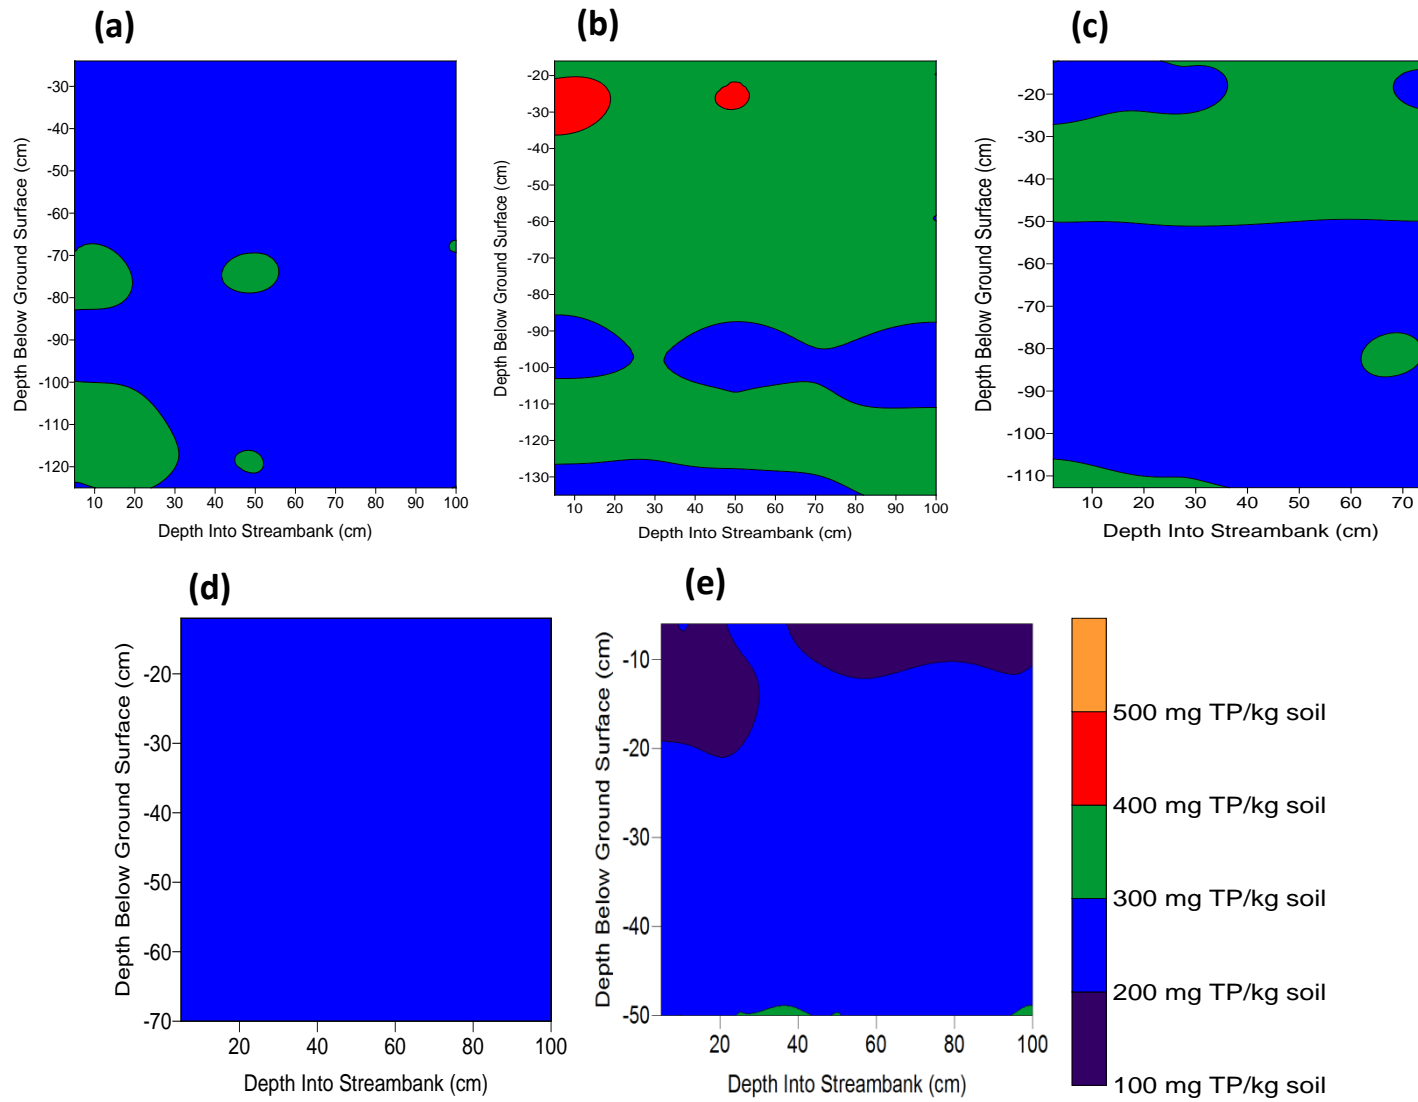 (a)
Depth Below Ground Surface (cm)
-30
-40
-50
-60
-70
-80
-90
-100
-110
-120
10 20 30 40 50 60 70 80 90 100
Depth Into Streambank (cm)
(b)
Depth Below Ground Surface (cm)
-20
-30
-40
-50
-60
-70
-80
-90
-100
-110
-120
-130
10 20 30 40 50 60 70 80 90 100
Depth Into Streambank (cm)
(c)
Depth Below Ground Surface (cm)
-20
-30
-40
-50
-60
-70
-80
-90
-100
-110
10 20 30 40 50 60 70
Depth Into Streambank (cm)
(d)
Depth Below Ground Surface (cm)
-20
-30
-40
-50
-60
-70
20 40 60 80 100
Depth Into Streambank (cm)
(e)
Depth Below Ground Surface (cm)
-10
-20
-30
-40
-50
20 40 60 80 100
Depth Into Streambank (cm)
500 mg TP/kg soil
400 mg TP/kg soil
300 mg TP/kg soil
200 mg TP/kg soil
100 mg TP/kg soil